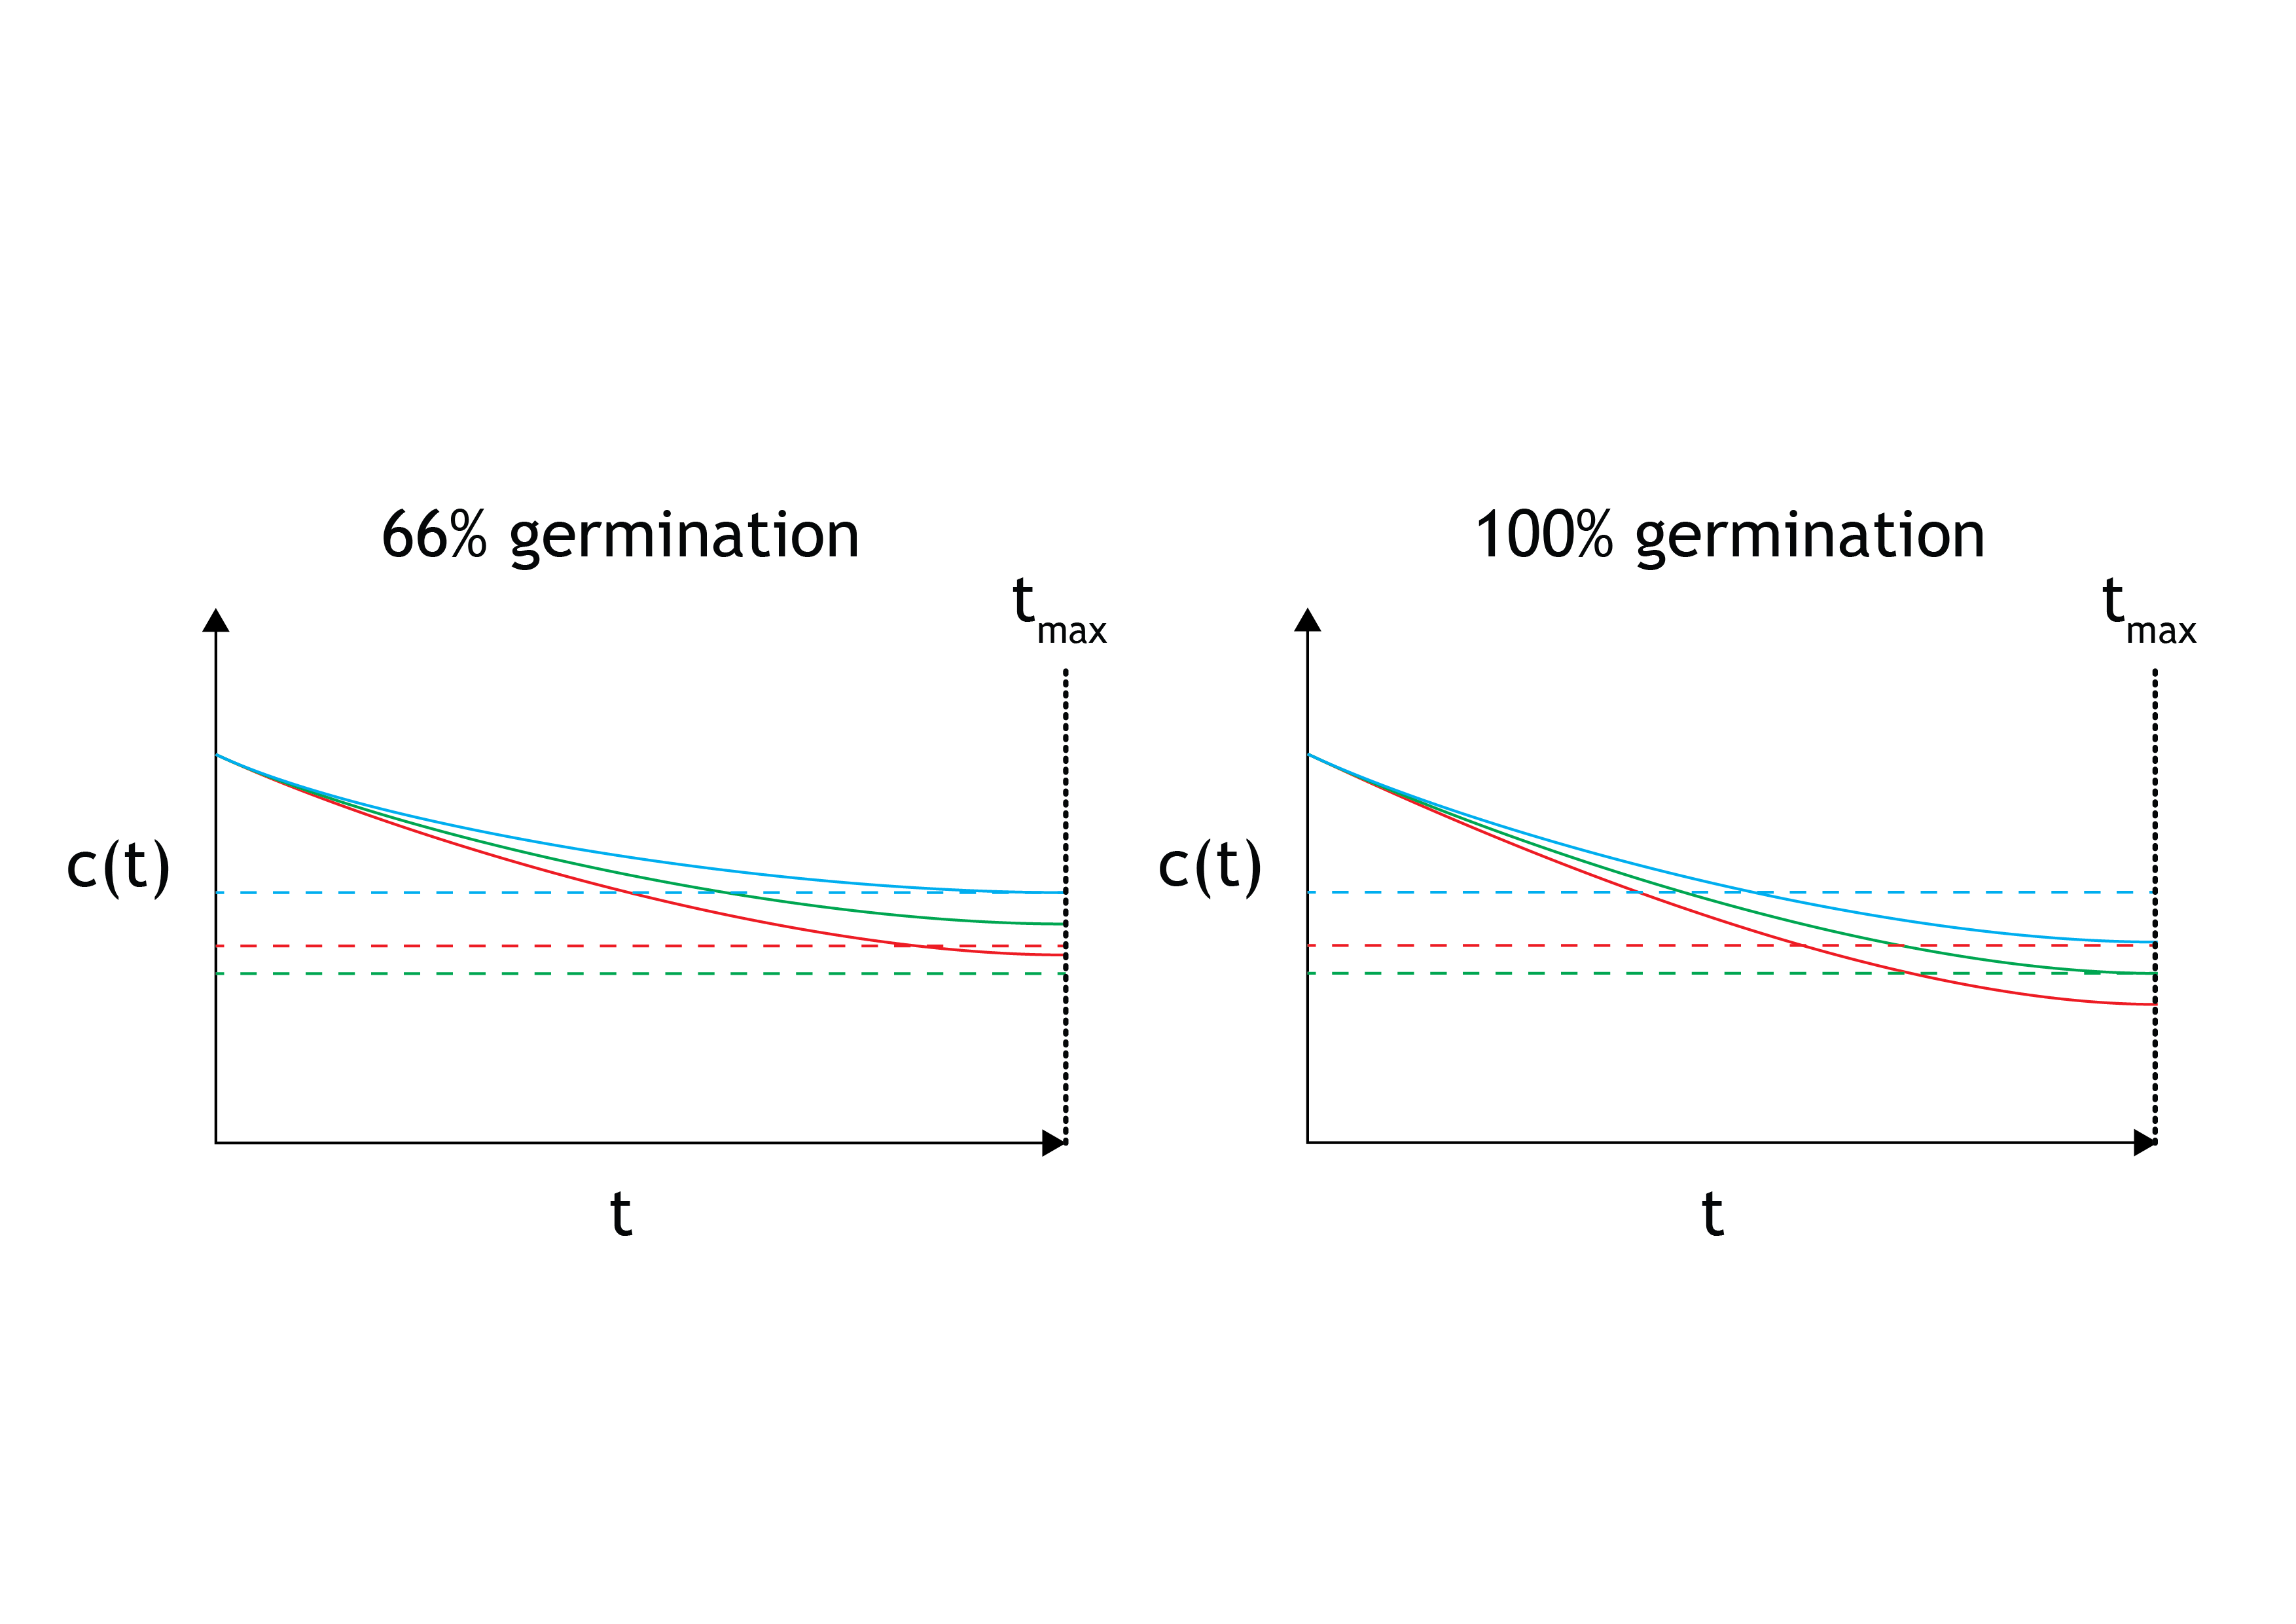 66% germination
100% germination
tmax
tmax
c(t)
c(t)
t
t